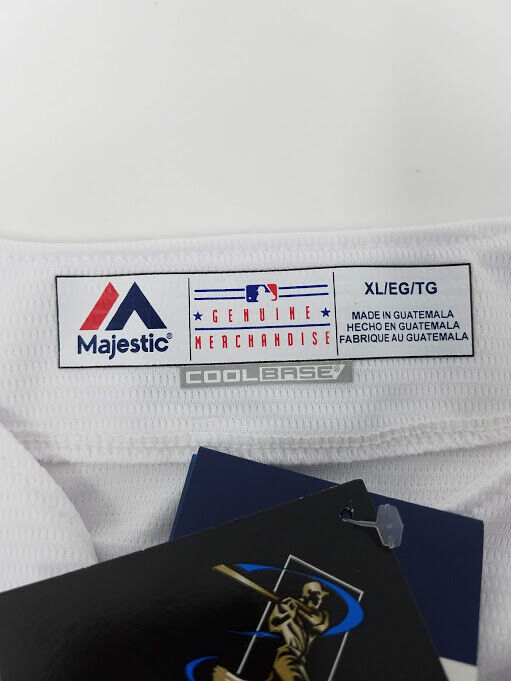 Majestic®
GENUINE
MERCHANDISE
XL/EG/TG
MADE IN GUATEMALA
HECHO EN GUATEMALA
FABRIQUE AU GUATEMALA
COOLBASE®